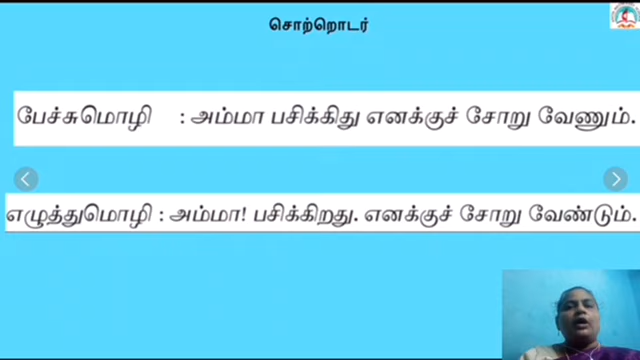 சொற்றொடர்
பேச்சுமொழி : அம்மா பசிக்கிது எனக்குச் சோறு வேணும்.
எழுத்துமொழி : அம்மா! பசிக்கிறது. எனக்குச் சோறு வேண்டும்.